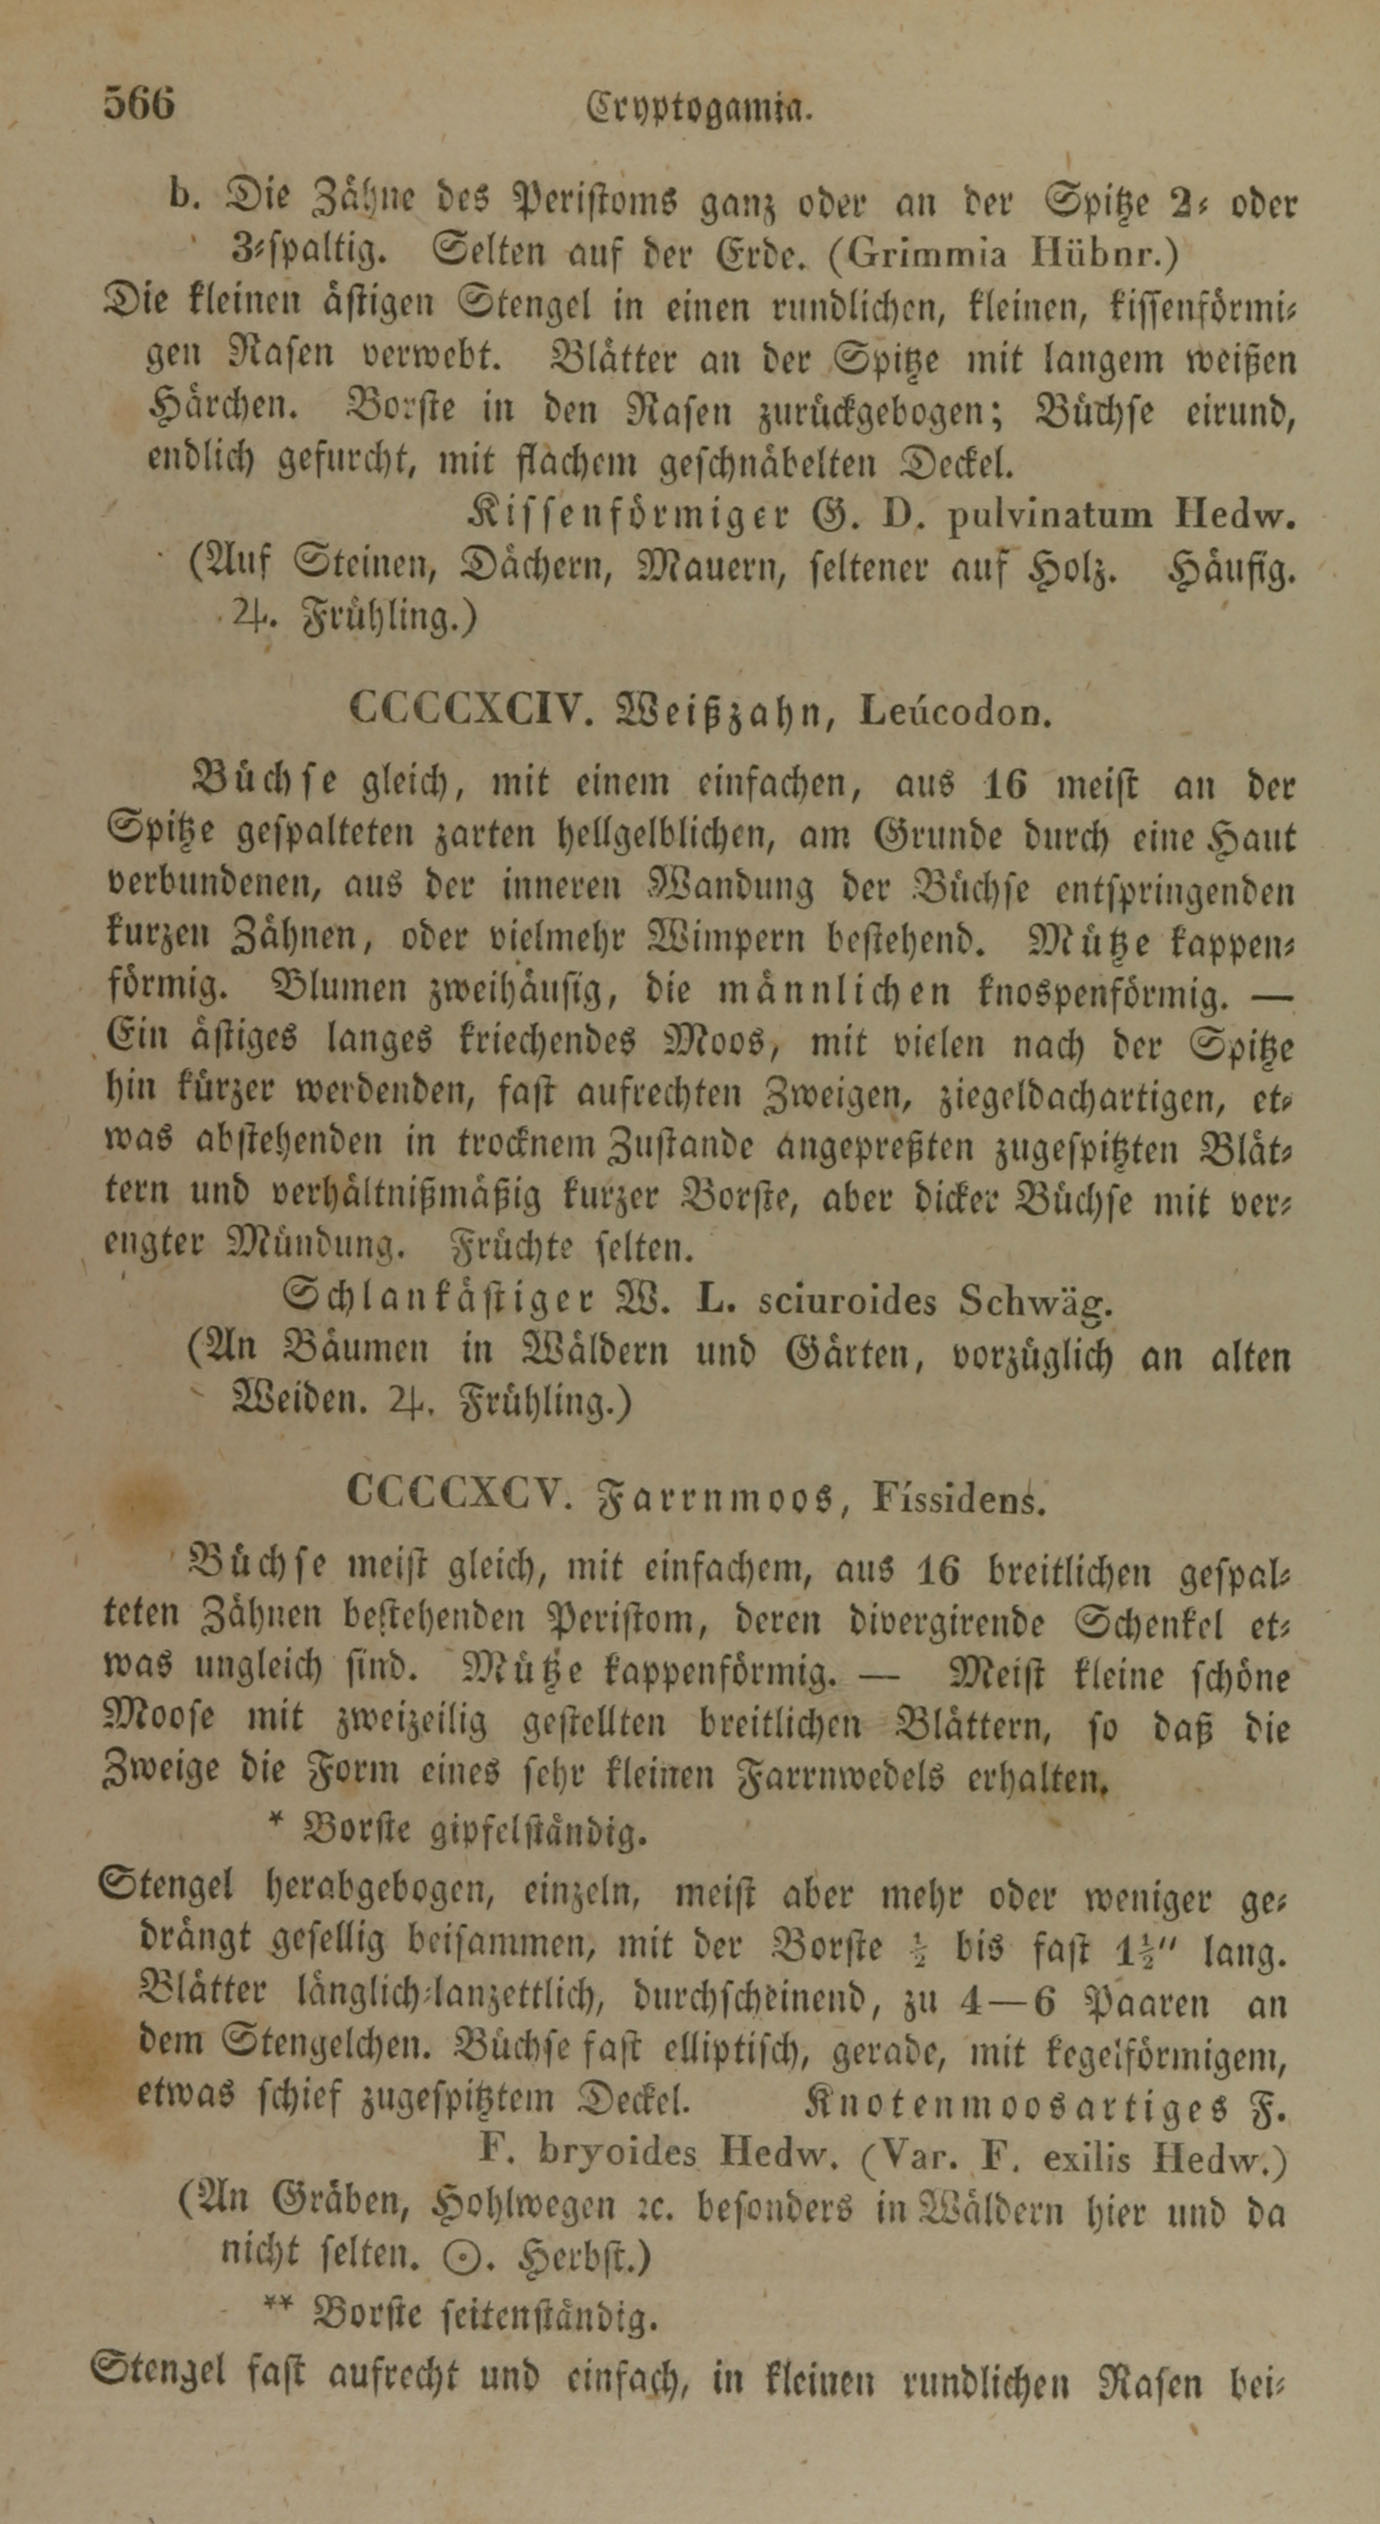 566 Cryptogamia.
b. Die Zähne des Peristoms ganz oder an der Spitze 2- oder
3-spaltig. Selten auf der Erde. (Grimmia Hübnr.)
Die kleinen ästigen Stengel in einen rundlichen, kleinen, kissenförmi-
gen Rasen verwebt. Blätter an der Spitze mit langem weißen
Härchen. Borste in den Rasen zurückgebogen; Büchse eirund,
endlich gefurcht, mit flachem geschnäbelten Deckel.
Kissenförmiger G. D. pulvinatum Hedw.
(Auf Steinen, Dächern, Mauern, seltener auf Holz. Häufig.
♃. Frühling.)
CCCCXCIV. Weißzahn, Leúcodon.
Büchse gleich, mit einem einfachen, aus 16 meist an der
Spitze gespalteten zarten hellgelblichen, am Grunde durch eine Haut
verbundenen, aus der inneren Wandung der Büchse entspringenden
kurzen Zähnen, oder vielmehr Wimpern bestehend. Mütze kappen-
förmig. Blumen zweihäusig, die männlichen knospenförmig. —
Ein ästiges langes kriechendes Moos, mit vielen nach der Spitze
hin kürzer werdenden, fast aufrechten Zweigen, ziegeldachartigen, et-
was abstehenden in trocknem Zustande angepreßten zugespitzten Blät-
tern und verhältnißmäßig kurzer Borste, aber dicker Büchse mit ver-
engter Mündung. Früchte selten.
Schlankästiger W. L. sciuroides Schwäg.
(An Bäumen in Wäldern und Gärten, vorzüglich an alten
Weiden. ♃. Frühling.)
CCCCXCV. Farrnmoos, Físsidens.
Büchse meist gleich, mit einfachem, aus 16 breitlichen gespal-
teten Zähnen bestehenden Peristom, deren divergirende Schenkel et-
was ungleich sind. Mütze kappenförmig. — Meist kleine schöne
Moose mit zweizeilig gestellten breitlichen Blättern, so daß die
Zweige die Form eines sehr kleinen Farrnwedels erhalten.
* Borste gipfelständig.
Stengel herabgebogen, einzeln, meist aber mehr oder weniger ge-
drängt gesellig beisammen, mit der Borste ½ bis fast 1½" lang.
Blätter länglich-lanzettlich, durchscheinend, zu 4—6 Paaren an
dem Stengelchen. Büchse fast elliptisch, gerade, mit kegelförmigem,
etwas schief zugespitztem Deckel. Knotenmoosartiges F.
F. bryoides Hedw. (Var. F. exilis Hedw.)
(An Gräben, Hohlwegen ꝛc. besonders in Wäldern hier und da
nicht selten. ☉. Herbst.)
** Borste seitenständig.
Stengel fast aufrecht und einfach, in kleinen rundlichen Rasen bei-